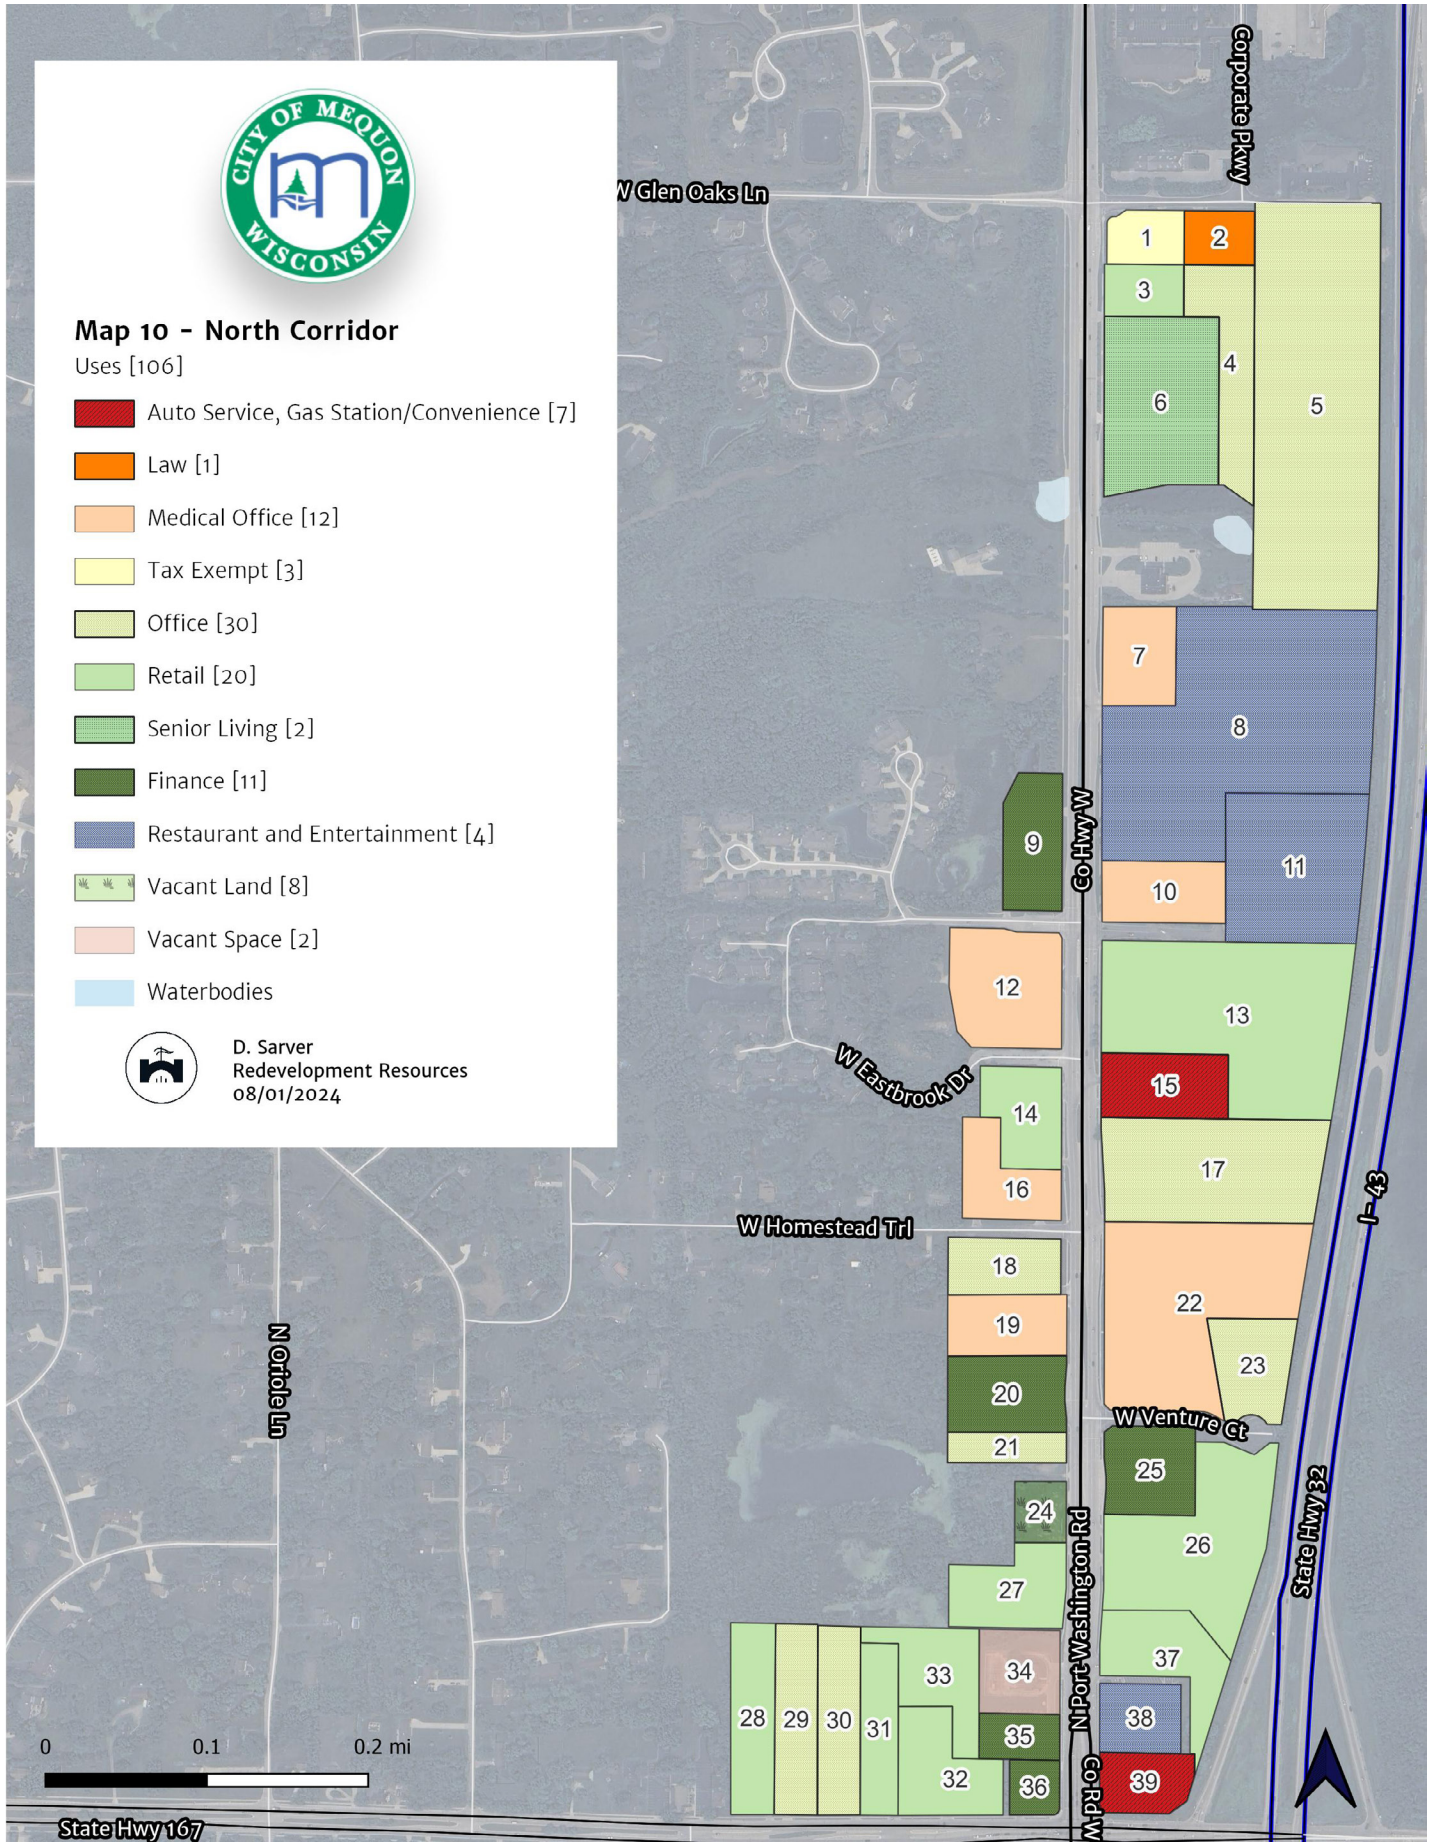 CITY OF MEQUON
WISCONSIN
Map 10 - North Corridor
Uses [106]
Auto Service, Gas Station/Convenience [7]
Law [1]
Medical Office [12]
Tax Exempt [3]
Office [30]
Retail [20]
Senior Living [2]
Finance [11]
Restaurant and Entertainment [4]
Vacant Land [8]
Vacant Space [2]
Waterbodies
D. Sarver
Redevelopment Resources
08/01/2024
Corporate Pkwy
W Glen Oaks Ln
1
2
3
4
5
6
7
8
Co Hwy W
9
10
11
12
13
W Eastbrook Dr
14
15
16
17
I- 43
W Homestead Trl
18
19
20
21
22
23
N Oriole Ln
W Venture Ct
24
25
26
27
State Hwy 32
N Port Washington Rd
28
29
30
31
32
33
34
35
36
37
38
39
Co Rd W
0 0.1 0.2 mi
State Hwy 167